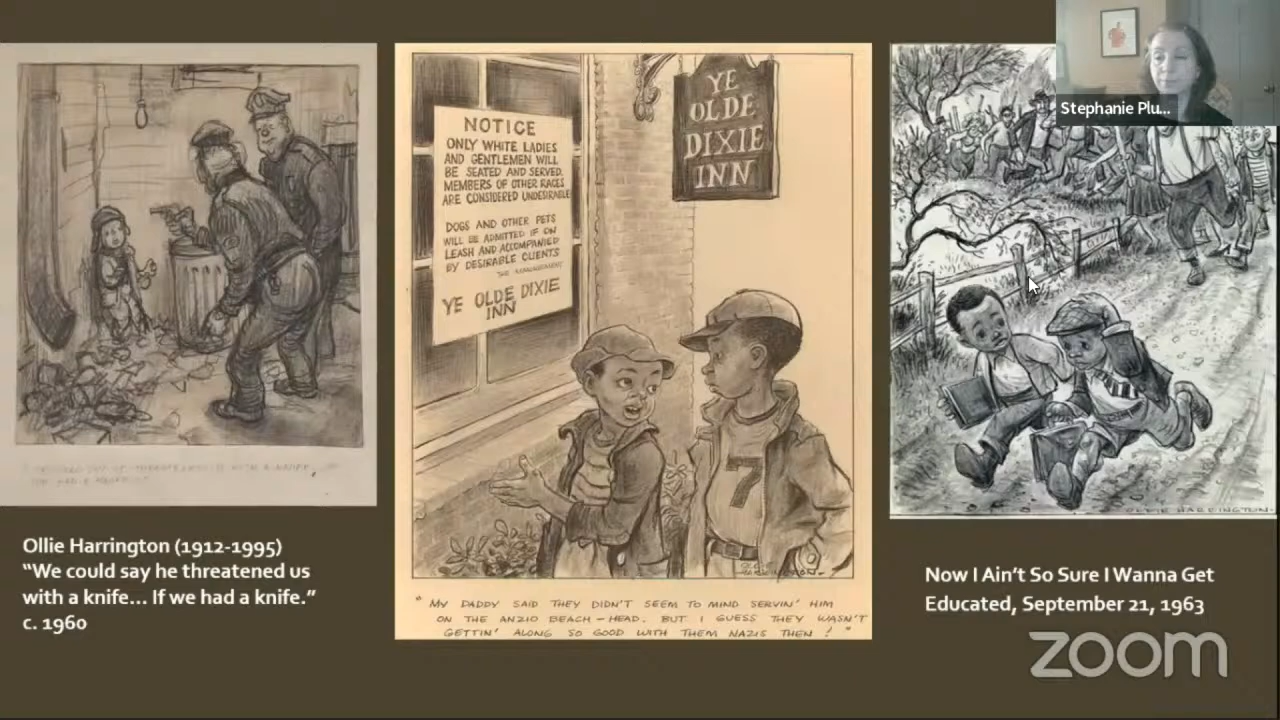 Stephanie Plu...
NOTICE
ONLY WHITE LADIES
AND GENTLEMEN WILL
BE SEATED AND SERVED.
MEMBERS OF OTHER RACES
ARE CONSIDERED UNDESIRABLE
DOGS AND OTHER PETS
WILL BE ADMITTED IF ON
LEASH AND ACCOMPANIED
BY DESIRABLE CLIENTS
THE MANAGEMENT
YE OLDE DIXIE
INN
YE
OLDE
DIXIE
INN
7
" MY DADDY SAID THEY DIDN'T SEEM TO MIND SERVIN' HIM
ON THE ANZIO BEACH-HEAD. BUT I GUESS THEY WASN'T
GETTIN' ALONG SO GOOD WITH THEM NAZIS THEN! "
OLLIE HARRINGTON
Ollie Harrington (1912-1995)
“We could say he threatened us
with a knife... If we had a knife.”
c. 1960
Now I Ain’t So Sure I Wanna Get
Educated, September 21, 1963
zoom